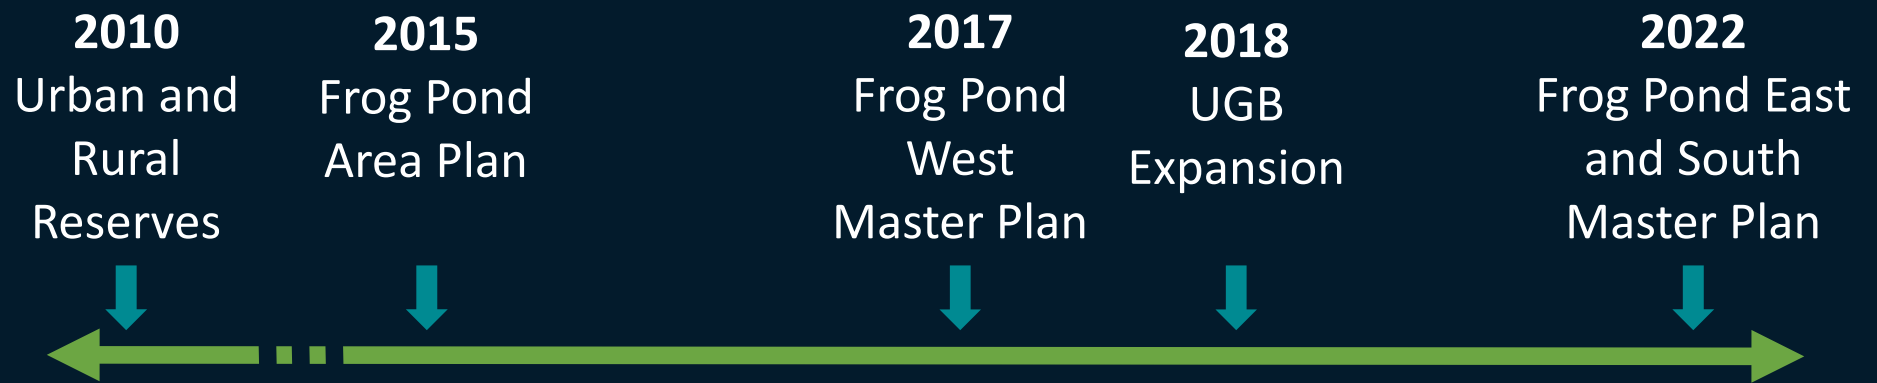 2010
Urban and
Rural
Reserves
2015
Frog Pond
Area Plan
2017
Frog Pond
West
Master Plan
2018
UGB
Expansion
2022
Frog Pond East
and South
Master Plan